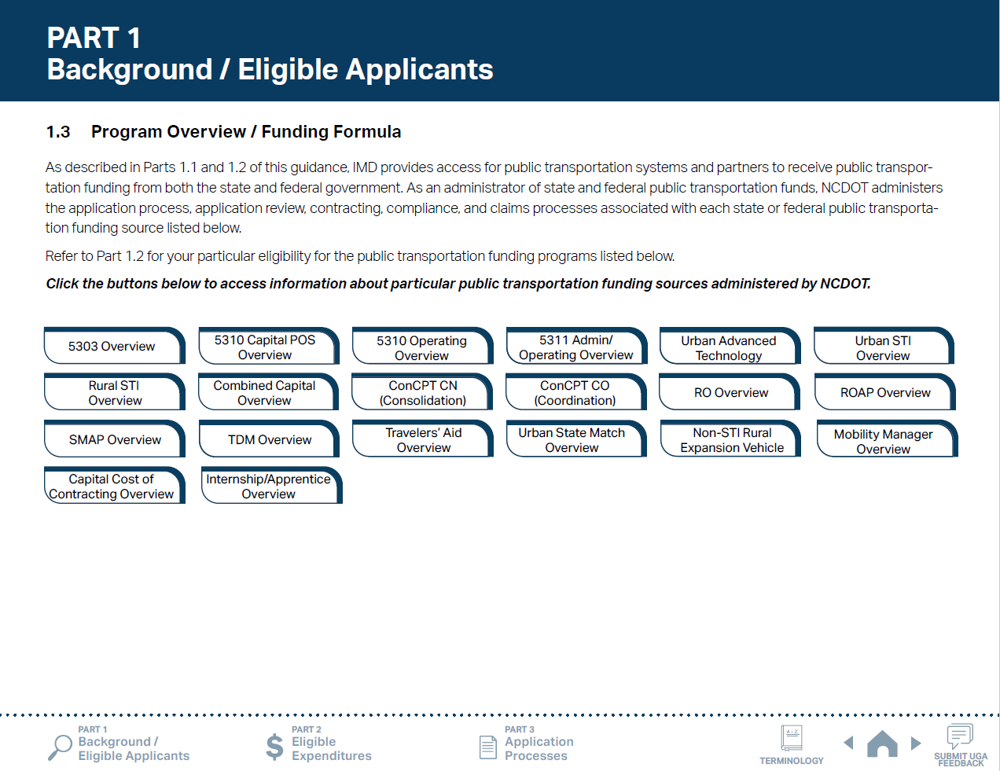 PART 1
Background / Eligible Applicants
1.3 Program Overview / Funding Formula
As described in Parts 1.1 and 1.2 of this guidance, IMD provides access for public transportation systems and partners to receive public transpor-
tation funding from both the state and federal government. As an administrator of state and federal public transportation funds, NCDOT administers
the application process, application review, contracting, compliance, and claims processes associated with each state or federal public transporta-
tion funding source listed below.
Refer to Part 1.2 for your particular eligibility for the public transportation funding programs listed below.
Click the buttons below to access information about particular public transportation funding sources administered by NCDOT.
5303 Overview
5310 Capital POS
Overview
5310 Operating
Overview
5311 Admin/
Operating Overview
Urban Advanced
Technology
Urban STI
Overview
Rural STI
Overview
Combined Capital
Overview
ConCPT CN
(Consolidation)
ConCPT CO
(Coordination)
RO Overview
ROAP Overview
SMAP Overview
TDM Overview
Travelers' Aid
Overview
Urban State Match
Overview
Non-STI Rural
Expansion Vehicle
Mobility Manager
Overview
Capital Cost of
Contracting Overview
Internship/Apprentice
Overview
PART 1
Background /
Eligible Applicants
$
PART 2
Eligible
Expenditures
PART 3
Application
Processes
A-Z
TERMINOLOGY
SUBMIT UGA
FEEDBACK